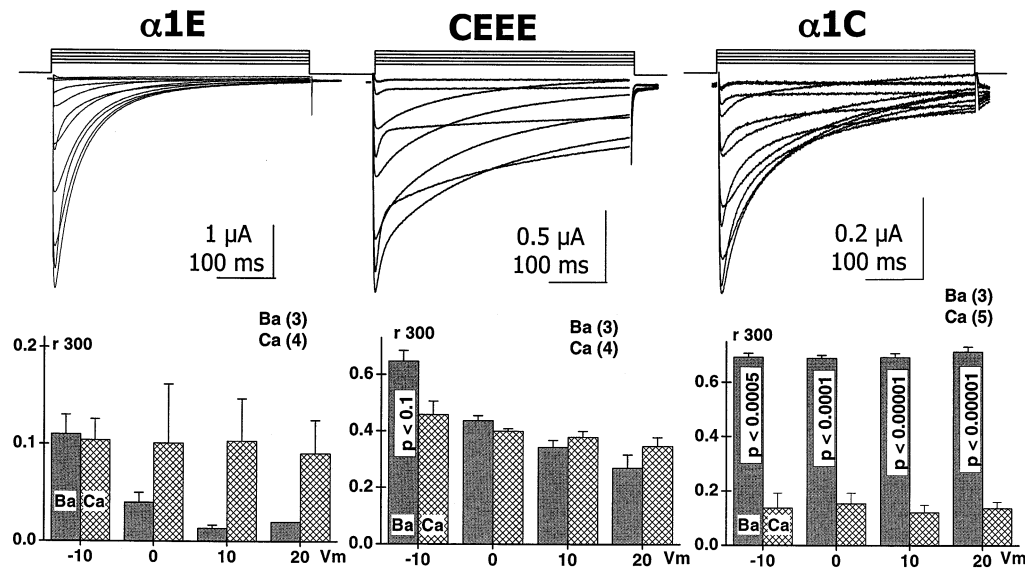 α1E CEEE α1C
1 µA
100 ms
0.5 µA
100 ms
0.2 µA
100 ms
r 300
Ba (3)
Ca (4)
0.2
0.1
0.0
Ba Ca
-10 0 10 20 Vm
r 300
Ba (3)
Ca (4)
0.6
0.4
0.2
0.0
p < 0.1
Ba Ca
-10 0 10 20 Vm
Ba (3)
Ca (5)
r 300
0.6
0.4
0.2
0.0
p < 0.0005
p < 0.0001
p < 0.00001
p < 0.00001
Ba Ca
-10 0 10 20 Vm